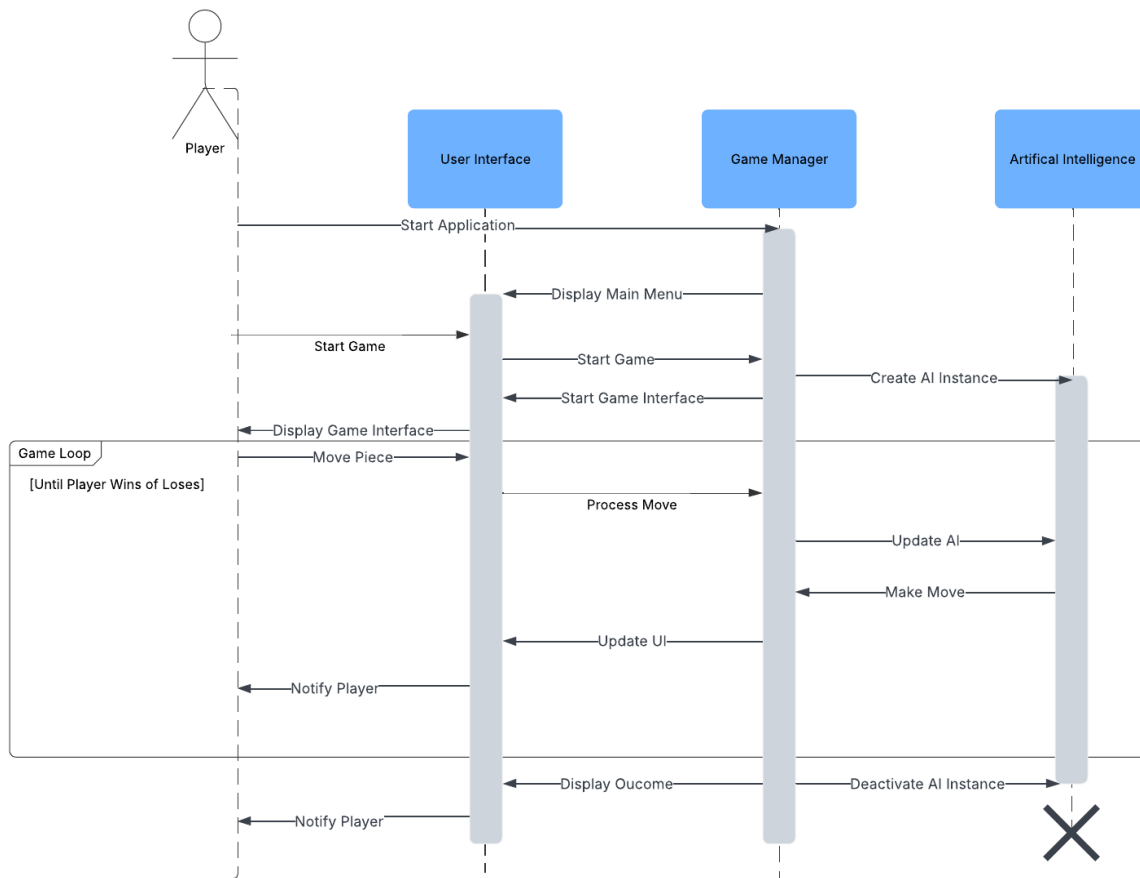 Player
User Interface
Game Manager
Artifical Intelligence
Start Application
Display Main Menu
Start Game
Start Game
Create AI Instance
Start Game Interface
Display Game Interface
Game Loop
Move Piece
[Until Player Wins of Loses]
Process Move
Update AI
Make Move
Update UI
Notify Player
Display Oucome
Deactivate AI Instance
Notify Player